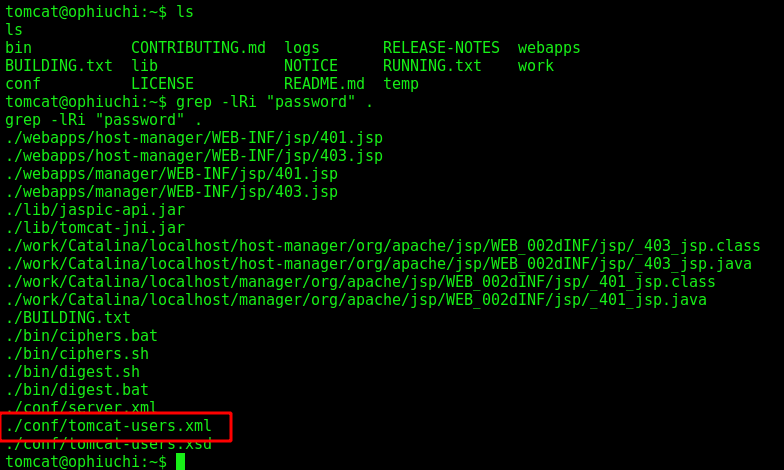 tomcat@ophiuchi:~$ ls
ls
bin CONTRIBUTING.md logs RELEASE-NOTES webapps
BUILDING.txt lib NOTICE RUNNING.txt work
conf LICENSE README.md temp
tomcat@ophiuchi:~$ grep -lRi "password" .
grep -lRi "password" .
./webapps/host-manager/WEB-INF/jsp/401.jsp
./webapps/host-manager/WEB-INF/jsp/403.jsp
./webapps/manager/WEB-INF/jsp/401.jsp
./webapps/manager/WEB-INF/jsp/403.jsp
./lib/jaspic-api.jar
./lib/tomcat-jni.jar
./work/Catalina/localhost/host-manager/org/apache/jsp/WEB_002dINF/jsp/_403_jsp.class
./work/Catalina/localhost/host-manager/org/apache/jsp/WEB_002dINF/jsp/_403_jsp.java
./work/Catalina/localhost/manager/org/apache/jsp/WEB_002dINF/jsp/_401_jsp.class
./work/Catalina/localhost/manager/org/apache/jsp/WEB_002dINF/jsp/_401_jsp.java
./BUILDING.txt
./bin/ciphers.bat
./bin/ciphers.sh
./bin/digest.sh
./bin/digest.bat
./conf/server.xml
./conf/tomcat-users.xml
./conf/tomcat-users.xsd
tomcat@ophiuchi:~$